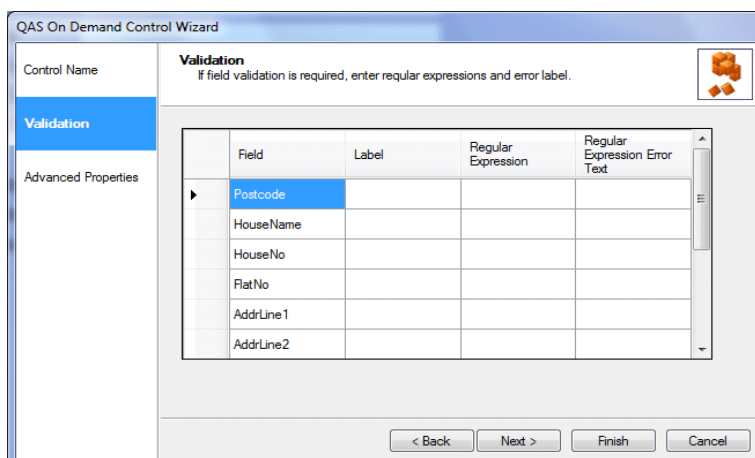 QAS On Demand Control Wizard
Control Name
Validation
Advanced Properties
Validation
If field validation is required, enter regular expressions and error label.
Field
Label
Regular
Expression
Regular
Expression Error
Text
Postcode
HouseName
HouseNo
FlatNo
AddrLine1
AddrLine2
< Back
Next >
Finish
Cancel